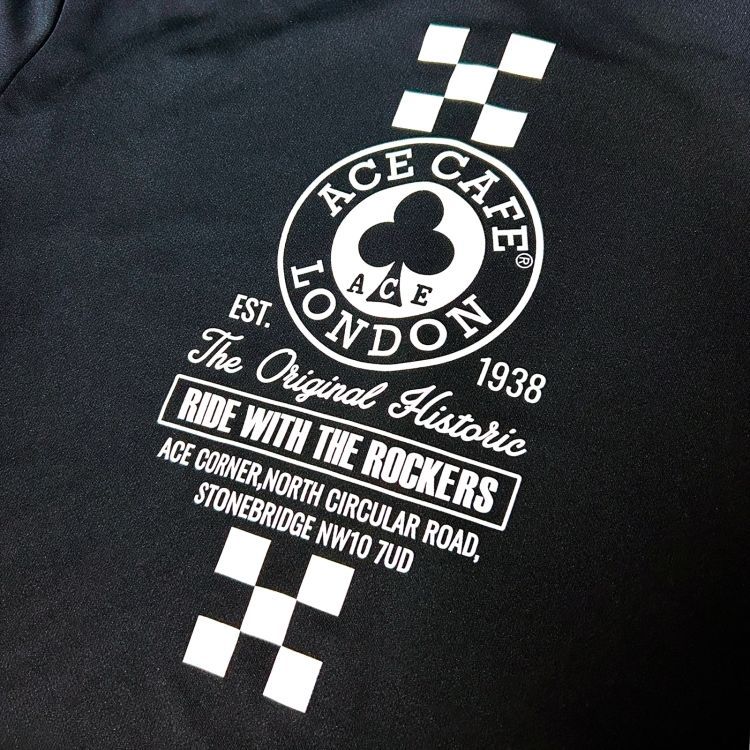 ACE CAFE
®
ACE
LONDON
EST. 1938
The Original Historic
RIDE WITH THE ROCKERS
ACE CORNER,NORTH CIRCULAR ROAD,
STONEBRIDGE NW10 7UD